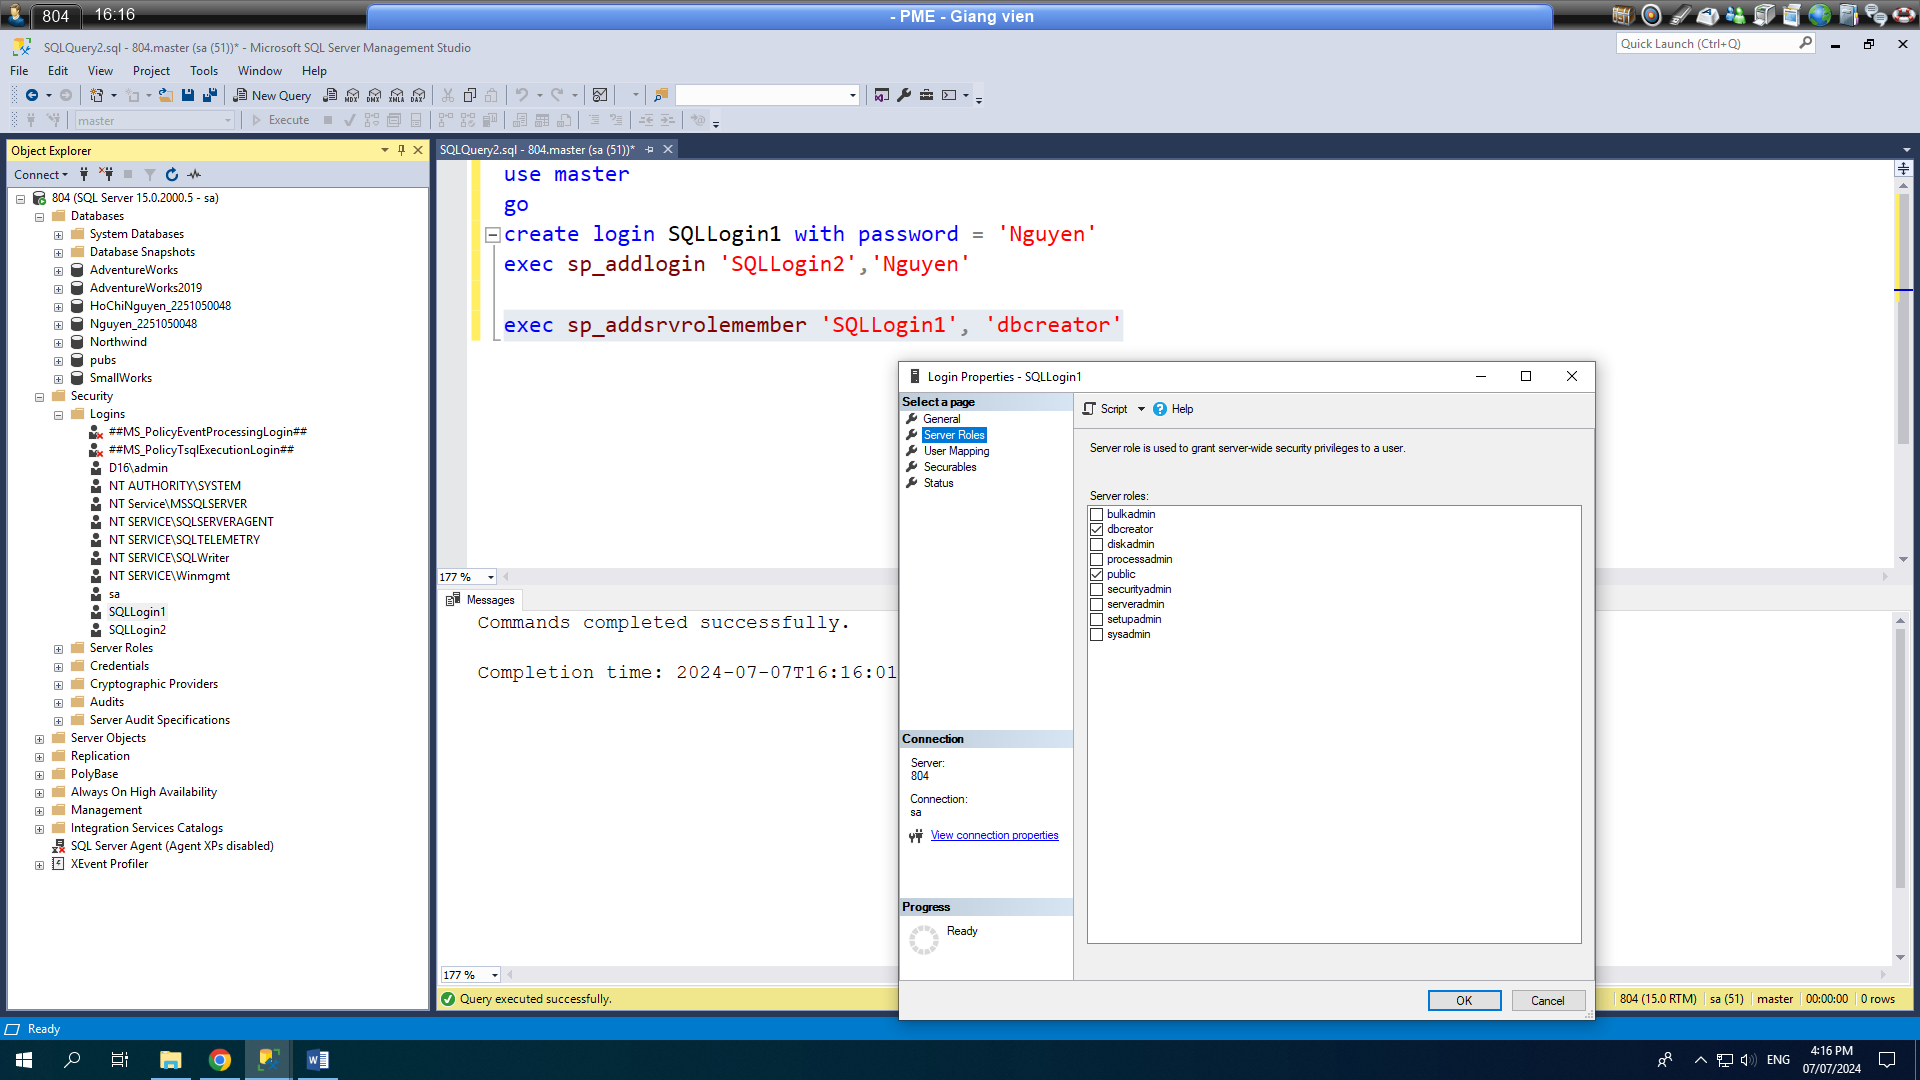 804
16:16
- PME - Giang vien
SQLQuery2.sql - 804.master (sa (51))* - Microsoft SQL Server Management Studio
Quick Launch (Ctrl+Q)
File Edit View Project Tools Window Help
New Query
MDX DMX XMLA DAX
master
Execute
Object Explorer
Connect
804 (SQL Server 15.0.2000.5 - sa)
Databases
System Databases
Database Snapshots
AdventureWorks
AdventureWorks2019
HoChiNguyen_2251050048
Nguyen_2251050048
Northwind
pubs
SmallWorks
Security
Logins
##MS_PolicyEventProcessingLogin##
##MS_PolicyTsqlExecutionLogin##
D16\admin
NT AUTHORITY\SYSTEM
NT Service\MSSQLSERVER
NT SERVICE\SQLSERVERAGENT
NT SERVICE\SQLTELEMETRY
NT SERVICE\SQLWriter
NT SERVICE\Winmgmt
sa
SQLLogin1
SQLLogin2
Server Roles
Credentials
Cryptographic Providers
Audits
Server Audit Specifications
Server Objects
Replication
PolyBase
Always On High Availability
Management
Integration Services Catalogs
SQL Server Agent (Agent XPs disabled)
XEvent Profiler
SQLQuery2.sql - 804.master (sa (51))*
use master
go
create login SQLLogin1 with password = 'Nguyen'
exec sp_addlogin 'SQLLogin2','Nguyen'
exec sp_addsrvrolemember 'SQLLogin1', 'dbcreator'
177 %
Messages
Commands completed successfully.
Completion time: 2024-07-07T16:16:01
177 %
Query executed successfully.
804 (15.0 RTM) sa (51) master 00:00:00 0 rows
Login Properties - SQLLogin1
Select a page
General
Server Roles
User Mapping
Securables
Status
Connection
Server:
804
Connection:
sa
View connection properties
Progress
Ready
Script Help
Server role is used to grant server-wide security privileges to a user.
Server roles:
bulkadmin
dbcreator
diskadmin
processadmin
public
securityadmin
serveradmin
setupadmin
sysadmin
OK Cancel
Ready
ENG
4:16 PM
07/07/2024